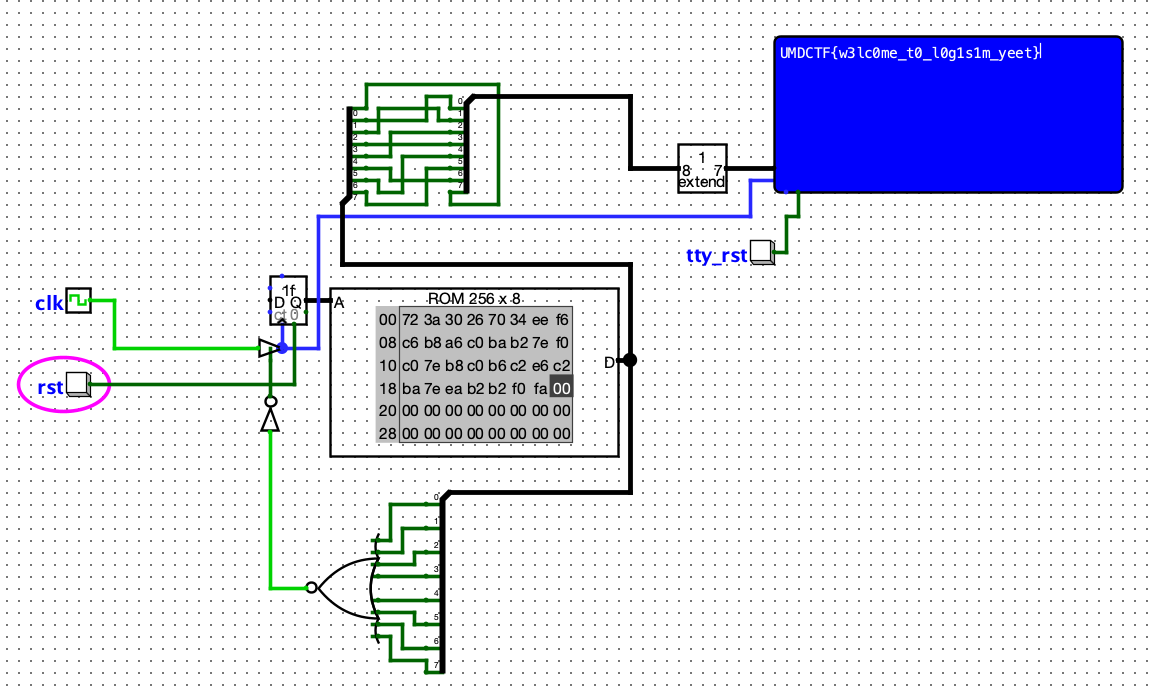 UMDCTF{w3lc0me_t0_l0g1s1m_yeet}
0
1
2
3
4
5
6
7
0
1
2
3
4
5
6
7
1
8 7
extend
tty_rst
clk
1f
D Q
ct 0
rst
ROM 256 x 8
A
00 72 3a 30 26 70 34 ee f6
08 c6 b8 a6 c0 ba b2 7e f0
10 c0 7e b8 c0 b6 c2 e6 c2
18 ba 7e ea b2 b2 f0 fa 00
20 00 00 00 00 00 00 00 00
28 00 00 00 00 00 00 00 00
D
0
1
2
3
4
5
6
7